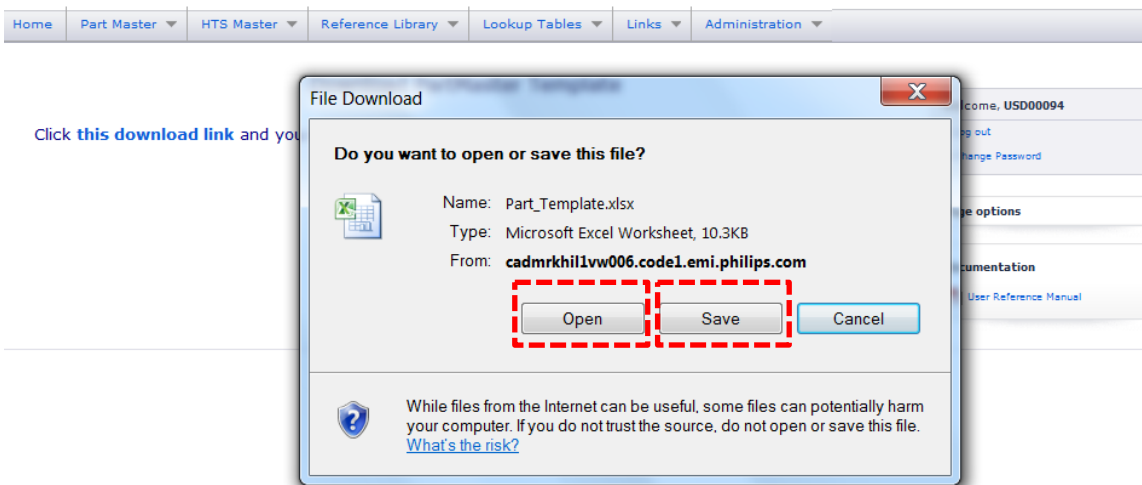 Home Part Master HTS Master Reference Library Lookup Tables Links Administration
Download PartMaster Template
File Download
lcome, USD00094
og out
hange Password
Click this download link and you
Do you want to open or save this file?
Name: Part_Template.xlsx
Type: Microsoft Excel Worksheet, 10.3KB
From: cadmrkhil1vw006.code1.emi.philips.com
ge options
cumentation
User Reference Manual
Open Save Cancel
While files from the Internet can be useful, some files can potentially harm
your computer. If you do not trust the source, do not open or save this file.
What's the risk?